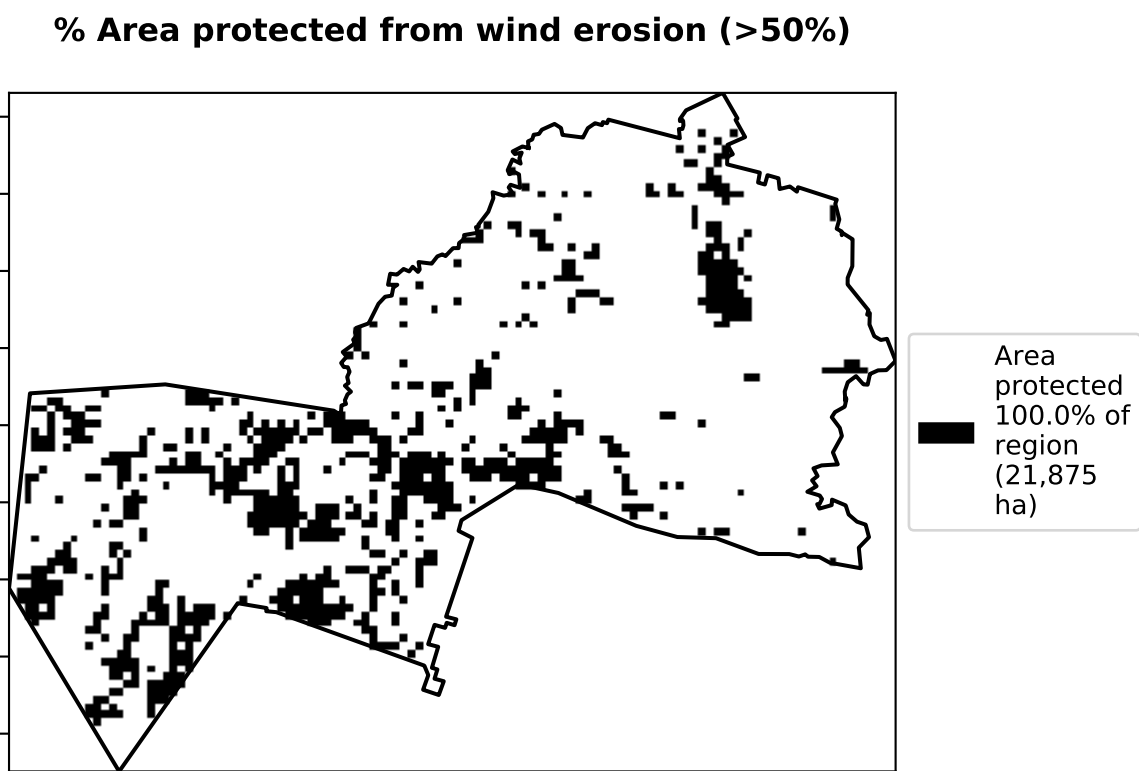 % Area protected from wind erosion (>50%)
Area
protected
100.0% of
region
(21,875
ha)